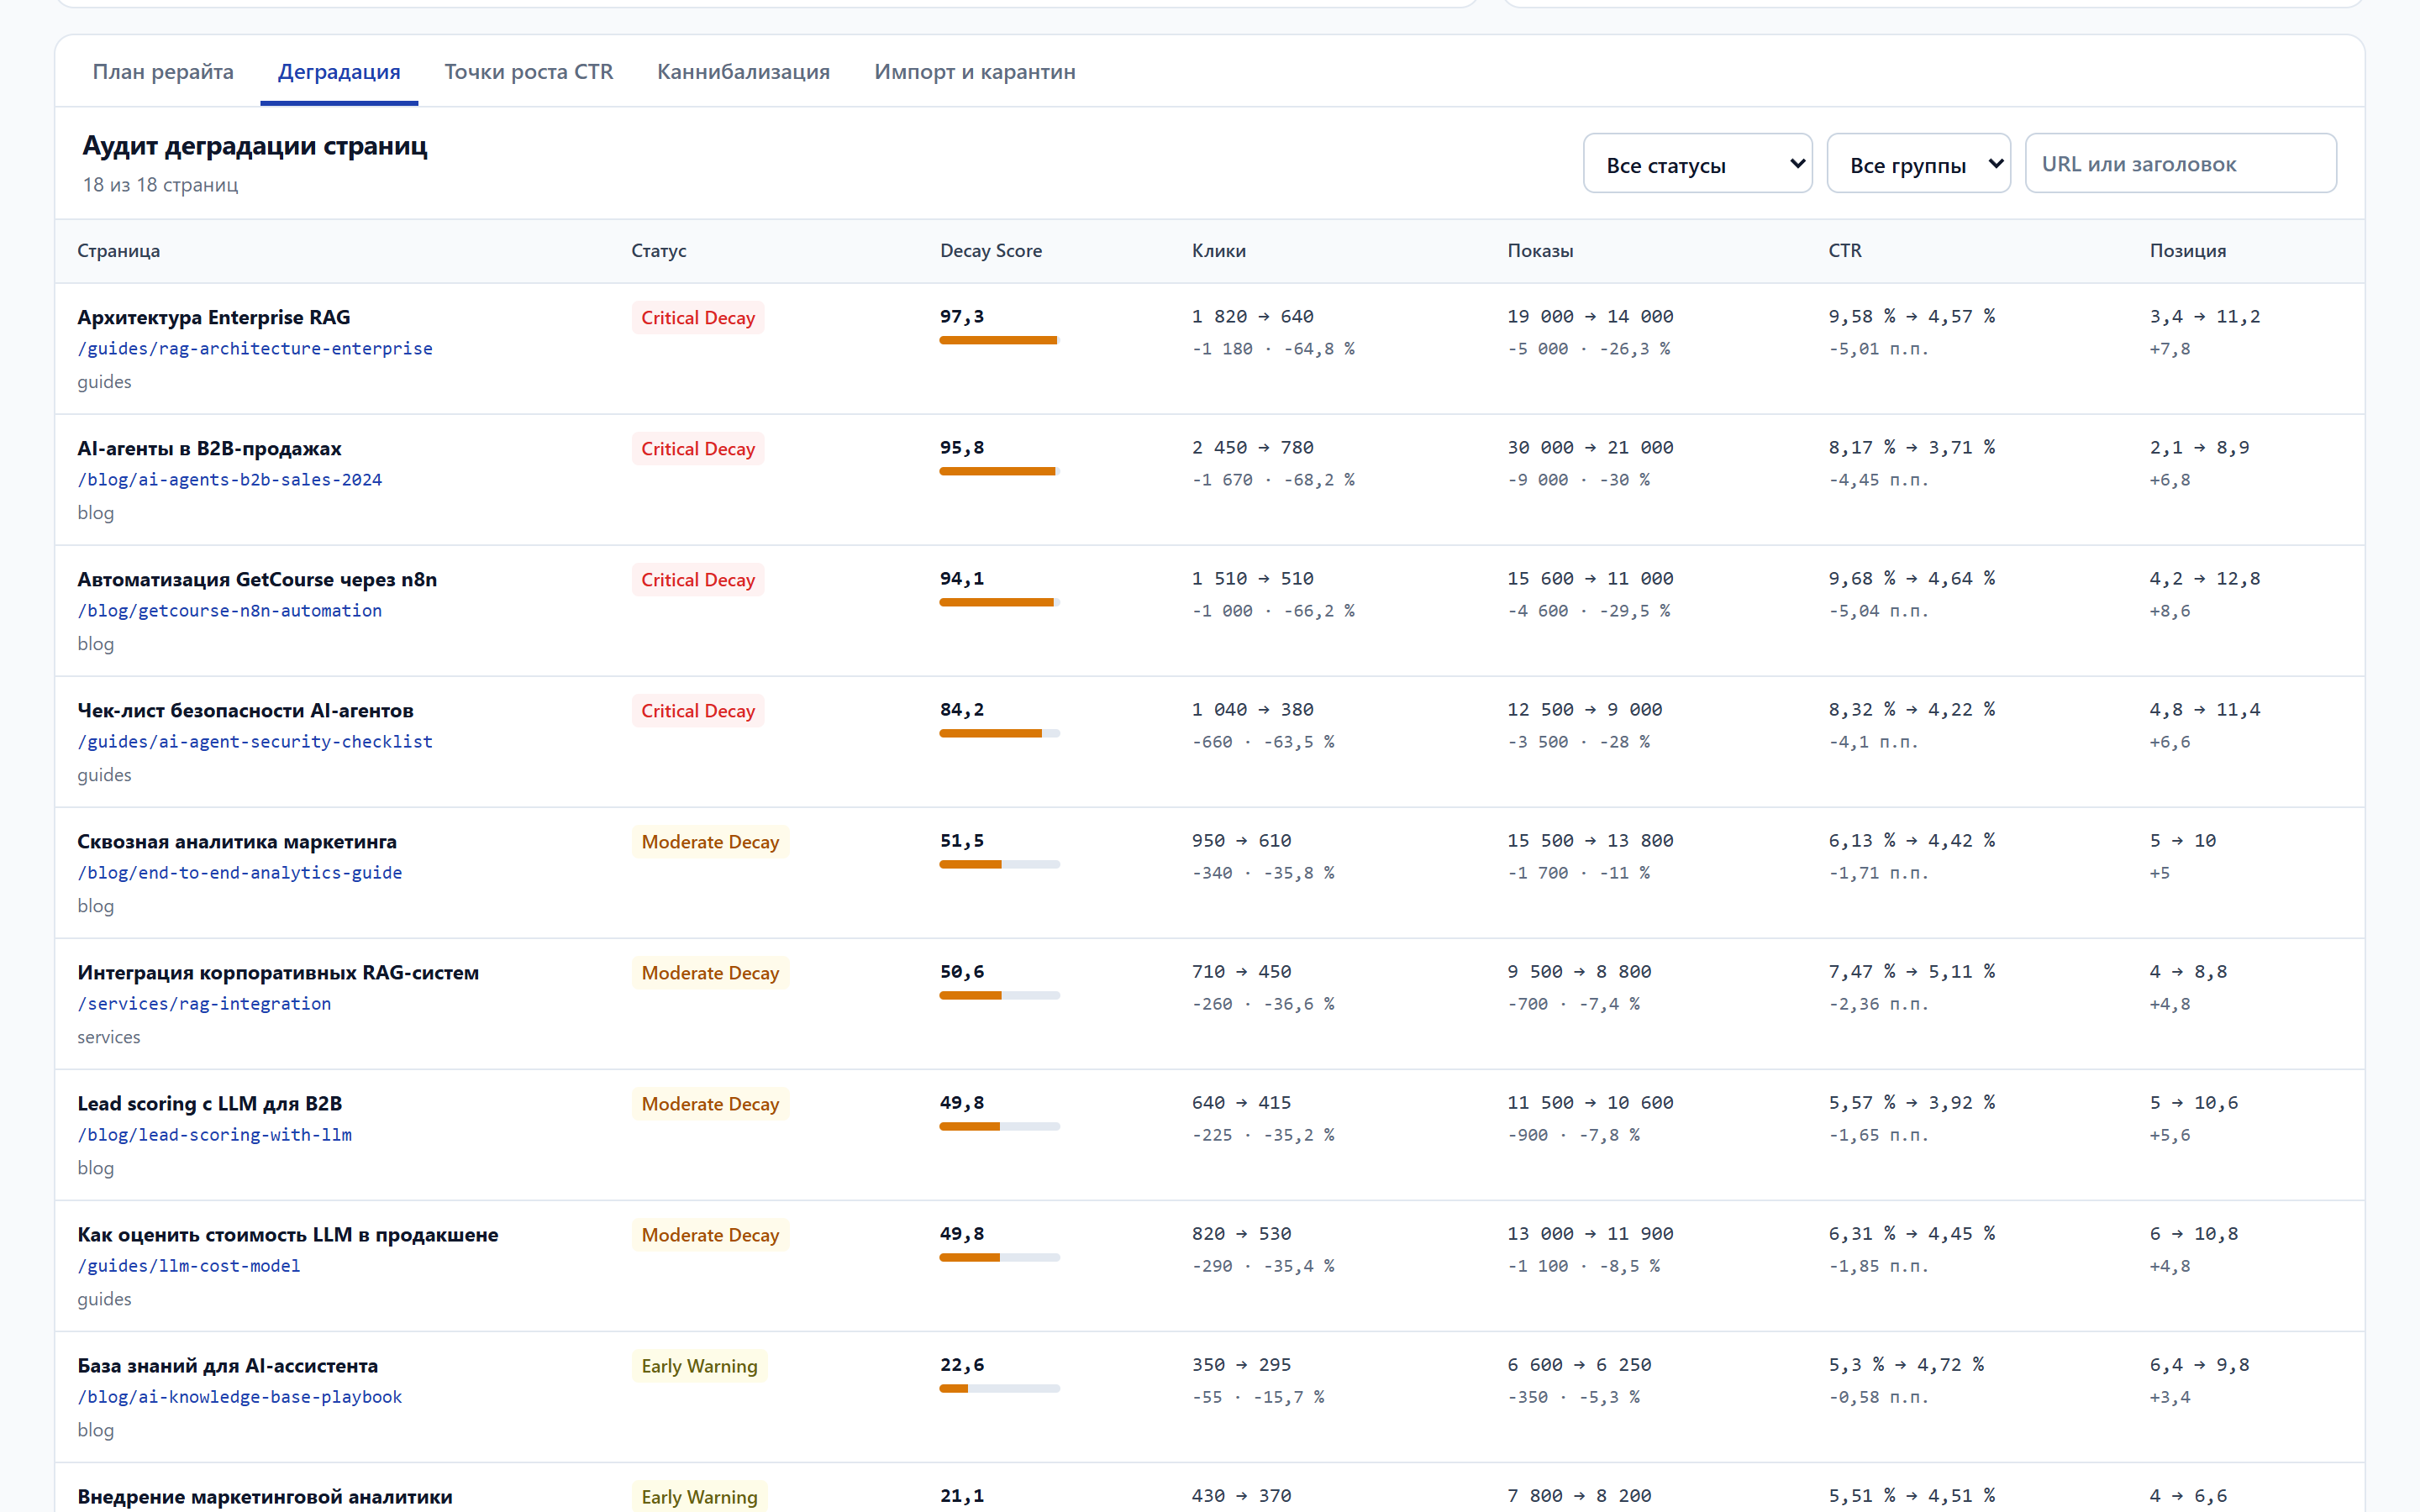 План рерайта Деградация Точки роста CTR Каннибализация Импорт и карантин
Аудит деградации страниц
18 из 18 страниц
Все статусы Все группы URL или заголовок
Страница Статус Decay Score Клики Показы CTR Позиция
Архитектура Enterprise RAG Critical Decay 97,3 1 820 → 640 19 000 → 14 000 9,58 % → 4,57 % 3,4 → 11,2
/guides/rag-architecture-enterprise -1 180 · -64,8 % -5 000 · -26,3 % -5,01 п.п. +7,8
guides
AI-агенты в B2B-продажах Critical Decay 95,8 2 450 → 780 30 000 → 21 000 8,17 % → 3,71 % 2,1 → 8,9
/blog/ai-agents-b2b-sales-2024 -1 670 · -68,2 % -9 000 · -30 % -4,45 п.п. +6,8
blog
Автоматизация GetCourse через n8n Critical Decay 94,1 1 510 → 510 15 600 → 11 000 9,68 % → 4,64 % 4,2 → 12,8
/blog/getcourse-n8n-automation -1 000 · -66,2 % -4 600 · -29,5 % -5,04 п.п. +8,6
blog
Чек-лист безопасности AI-агентов Critical Decay 84,2 1 040 → 380 12 500 → 9 000 8,32 % → 4,22 % 4,8 → 11,4
/guides/ai-agent-security-checklist -660 · -63,5 % -3 500 · -28 % -4,1 п.п. +6,6
guides
Сквозная аналитика маркетинга Moderate Decay 51,5 950 → 610 15 500 → 13 800 6,13 % → 4,42 % 5 → 10
/blog/end-to-end-analytics-guide -340 · -35,8 % -1 700 · -11 % -1,71 п.п. +5
blog
Интеграция корпоративных RAG-систем Moderate Decay 50,6 710 → 450 9 500 → 8 800 7,47 % → 5,11 % 4 → 8,8
/services/rag-integration -260 · -36,6 % -700 · -7,4 % -2,36 п.п. +4,8
services
Lead scoring с LLM для B2B Moderate Decay 49,8 640 → 415 11 500 → 10 600 5,57 % → 3,92 % 5 → 10,6
/blog/lead-scoring-with-llm -225 · -35,2 % -900 · -7,8 % -1,65 п.п. +5,6
blog
Как оценить стоимость LLM в продакшене Moderate Decay 49,8 820 → 530 13 000 → 11 900 6,31 % → 4,45 % 6 → 10,8
/guides/llm-cost-model -290 · -35,4 % -1 100 · -8,5 % -1,85 п.п. +4,8
guides
База знаний для AI-ассистента Early Warning 22,6 350 → 295 6 600 → 6 250 5,3 % → 4,72 % 6,4 → 9,8
/blog/ai-knowledge-base-playbook -55 · -15,7 % -350 · -5,3 % -0,58 п.п. +3,4
blog
Внедрение маркетинговой аналитики Early Warning 21,1 430 → 370 7 800 → 8 200 5,51 % → 4,51 % 4 → 6,6